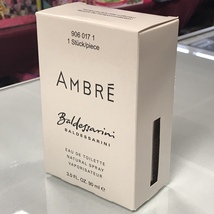 906 017 1
1 Stück/piece
AMBRÉ
Baldessarini
BALDESSARINI
EAU DE TOILETTE
NATURAL SPRAY
VAPORISATEUR
3.0 FL. OZ. 90 ml e